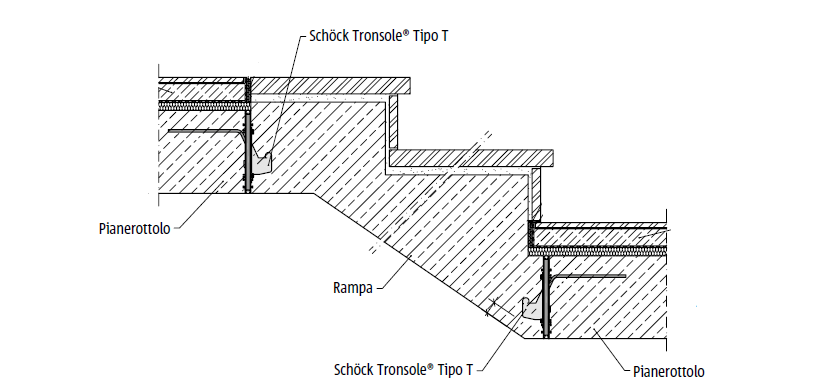 Schöck Tronsole® Tipo T
Pianerottolo
Rampa
Schöck Tronsole® Tipo T
Pianerottolo